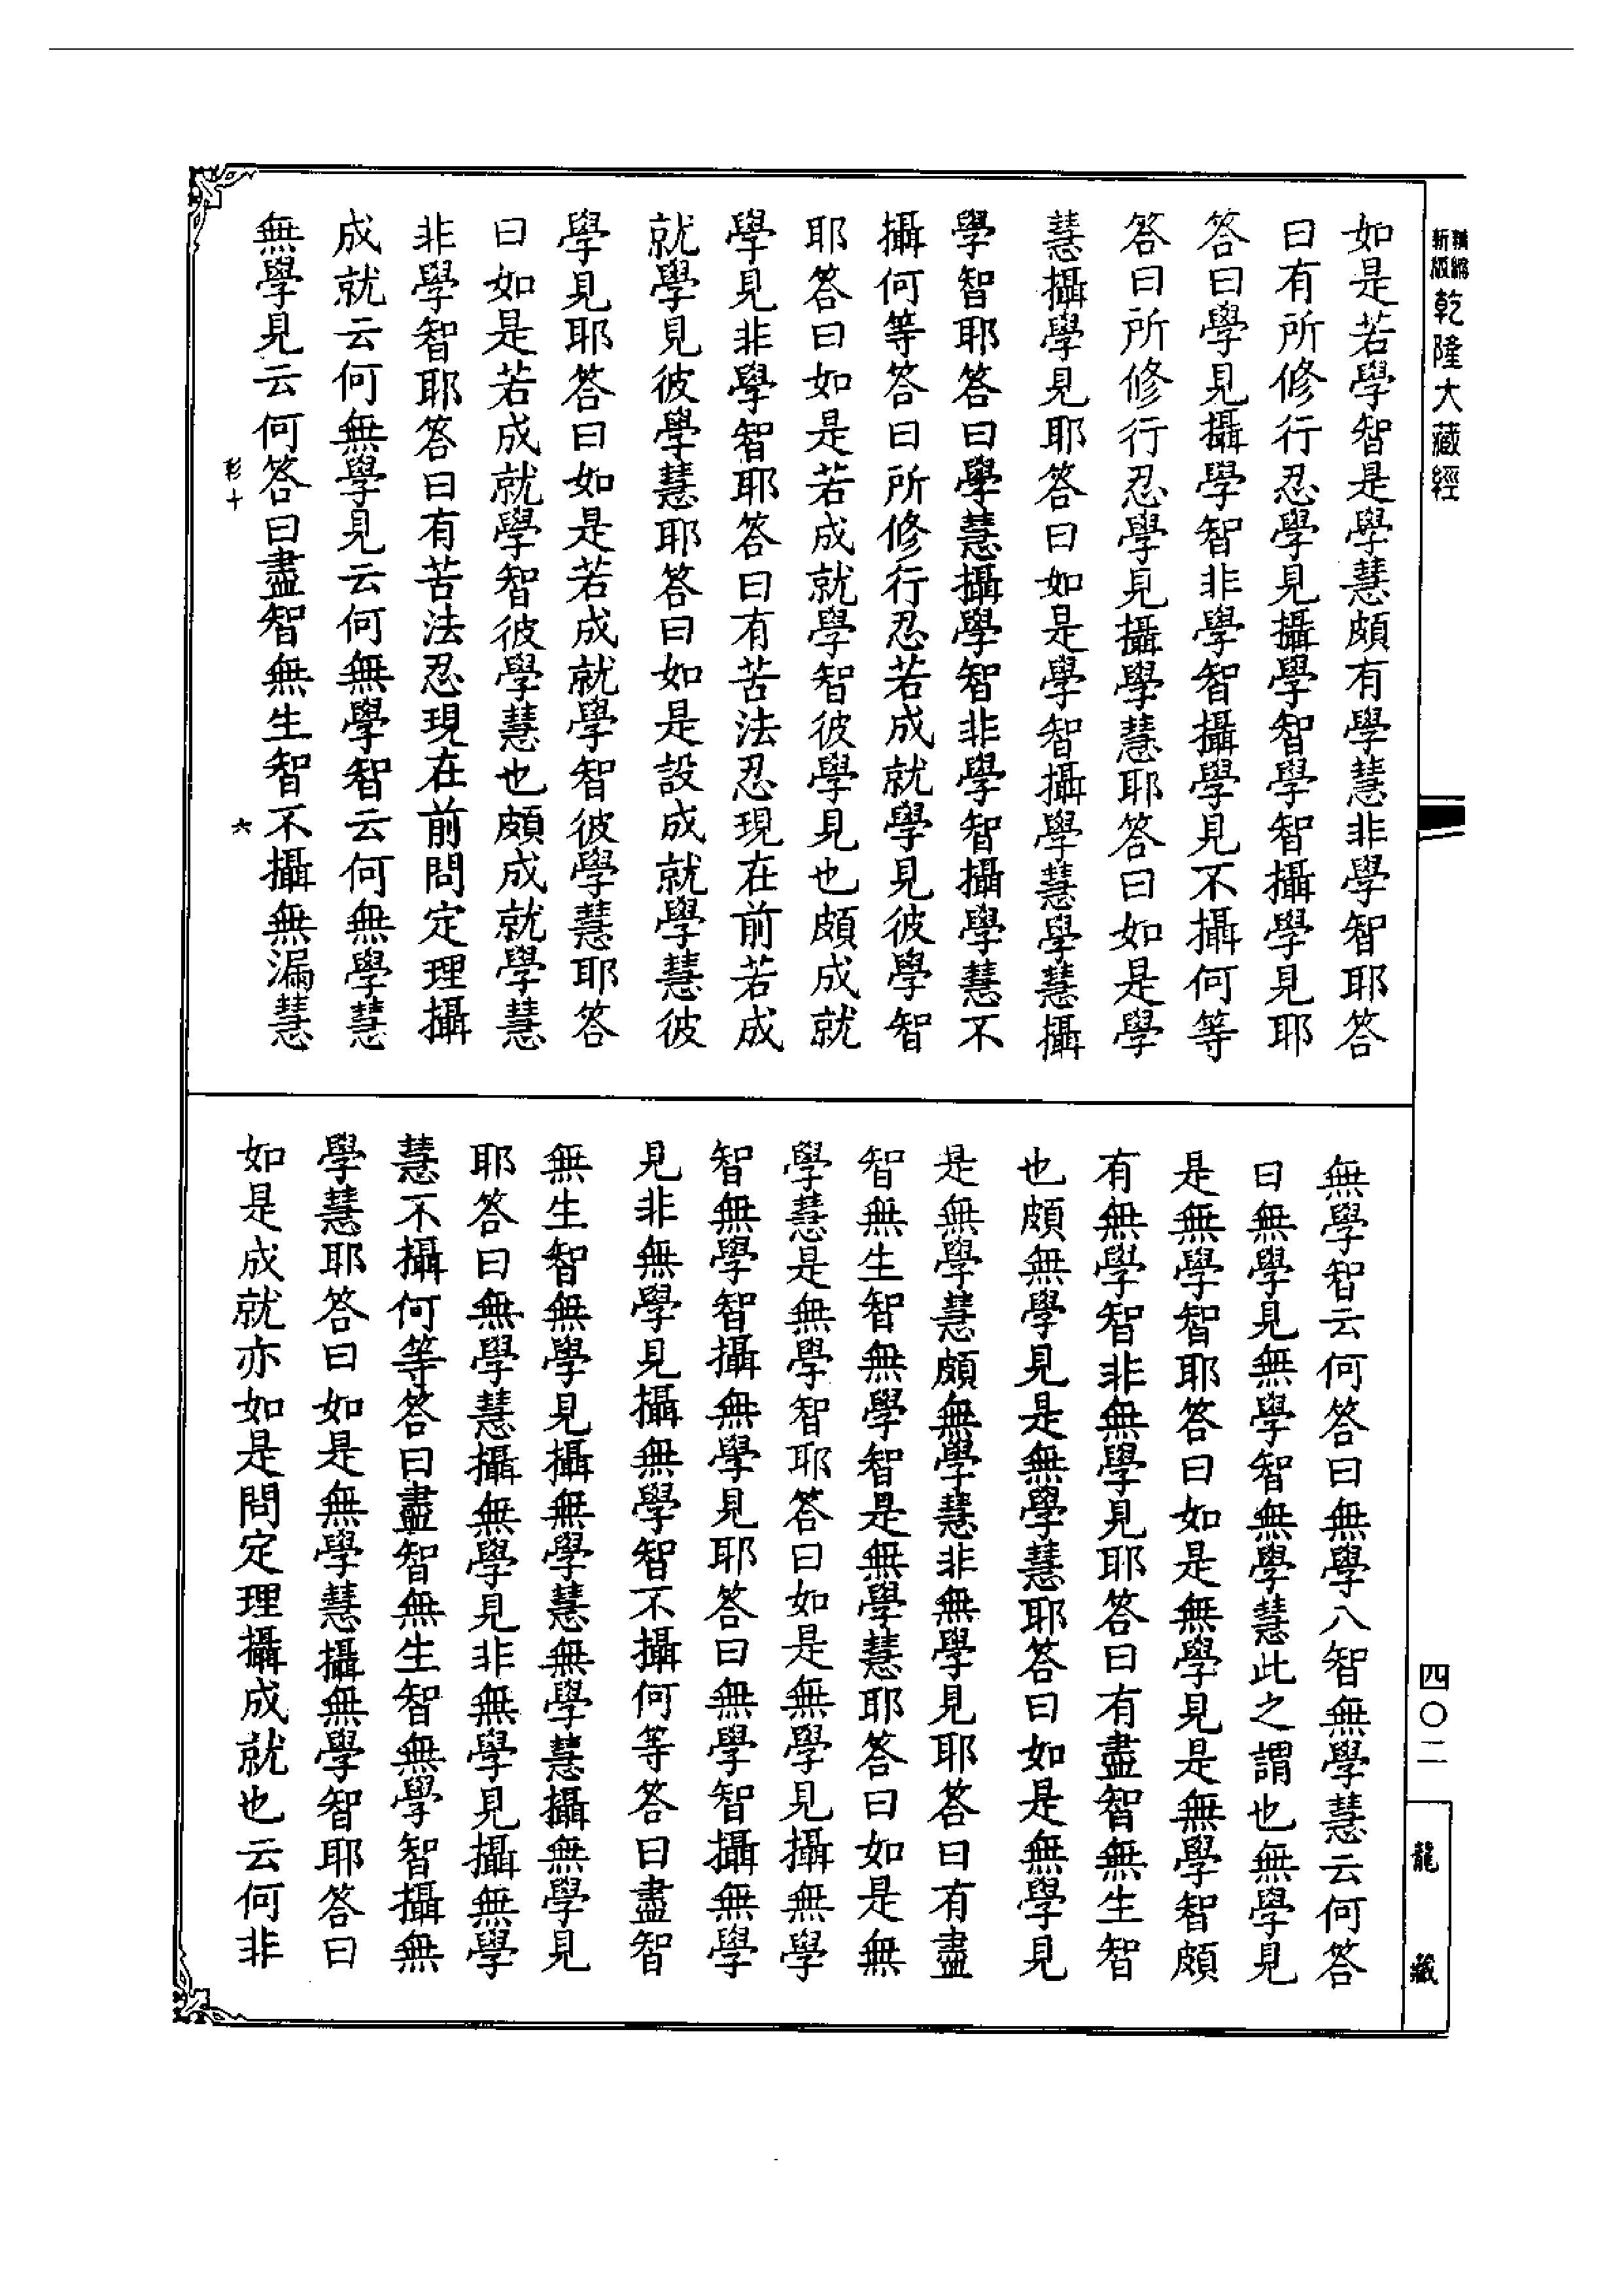 新版精縮乾隆大藏經
如是若學智是學慧頗有學慧非學智耶答
曰有所修行忍學見攝學智學智攝學見耶
答曰學見攝學智非學智攝學見不攝何等
答曰所修行忍學見攝學慧耶答曰如是學
慧攝學見耶答曰如是學智攝學慧學慧攝
學智耶答曰學慧攝學智非學智攝學慧不
攝何等答曰所修行忍若成就學見彼學智
耶答曰如是若成就學智彼學見也頗成就
學見非學智耶答曰有苦法忍現在前若成
就學見彼學慧耶答曰如是設成就學慧彼
學見耶答曰如是若成就學智彼學慧耶答
曰如是若成就學智彼學慧也頗成就學慧
非學智耶答曰有苦法忍現在前問定理攝
成就云何無學見云何無學智云何無學慧
無學見云何答曰盡智無生智不攝無漏慧
六
無學智云何答曰無學八智無學慧云何答
曰無學見無學智無學慧此之謂也無學見
是無學智耶答曰如是無學見是無學智頗
有無學智非無學見耶答曰有盡智無生智
也頗無學見是無學慧耶答曰如是無學見
是無學慧頗無學慧非無學見耶答曰有盡
智無生智無學智是無學慧耶答曰如是無
學慧是無學智耶答曰如是無學見攝無學
智無學智攝無學見耶答曰無學智攝無學
見非無學見攝無學智不攝何等答曰盡智
無生智無學見攝無學慧無學慧攝無學見
耶答曰無學慧攝無學見非無學見攝無學
慧不攝何等答曰盡智無生智無學智攝無
學慧耶答曰如是無學慧攝無學智耶答曰
如是成就亦如是問定理攝成就也云何非
四〇二
龍藏